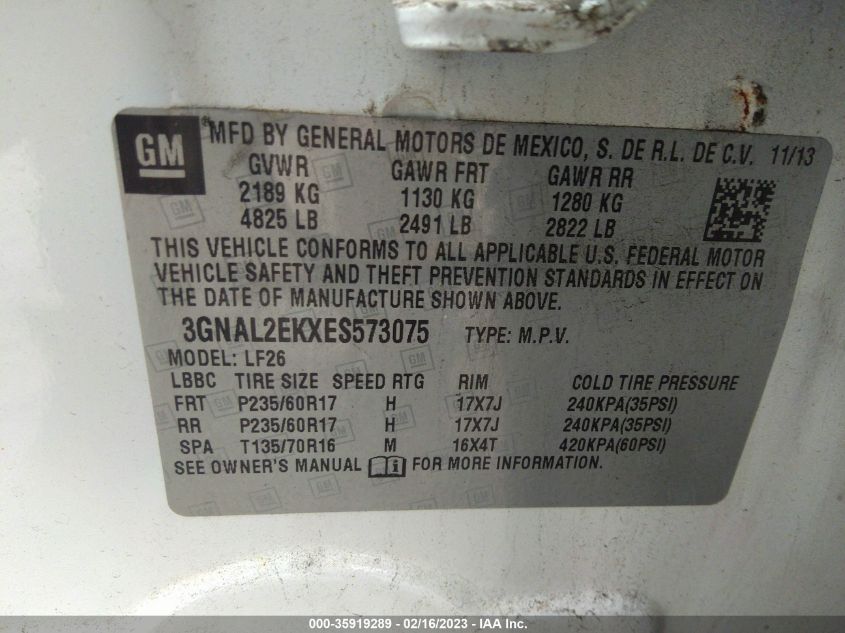 GM MFD BY GENERAL MOTORS DE MEXICO, S. DE R.L. DE C.V. 11/13
GVWR GAWR FRT GAWR RR
2189 KG 1130 KG 1280 KG
4825 LB 2491 LB 2822 LB
THIS VEHICLE CONFORMS TO ALL APPLICABLE U.S. FEDERAL MOTOR
VEHICLE SAFETY AND THEFT PREVENTION STANDARDS IN EFFECT ON
THE DATE OF MANUFACTURE SHOWN ABOVE.
3GNAL2EKXES573075 TYPE: M.P.V.
MODEL: LF26
LBBC TIRE SIZE SPEED RTG RIM COLD TIRE PRESSURE
FRT P235/60R17 H 17X7J 240KPA(35PSI)
RR P235/60R17 H 17X7J 240KPA(35PSI)
SPA T135/70R16 M 16X4T 420KPA(60PSI)
SEE OWNER'S MANUAL FOR MORE INFORMATION.
000-35919289 - 02/16/2023 - IAA Inc.